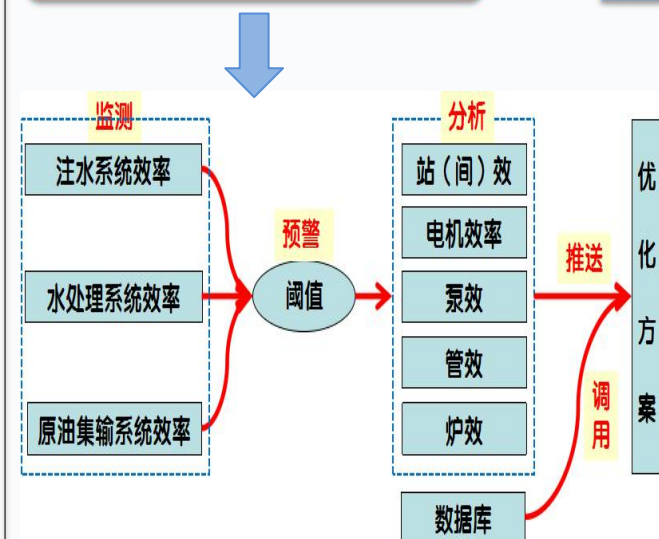 监测
注水系统效率
水处理系统效率
原油集输系统效率
预警
阈值
分析
站（间）效
电机效率
泵效
管效
炉效
数据库
推送
调用
优化方案